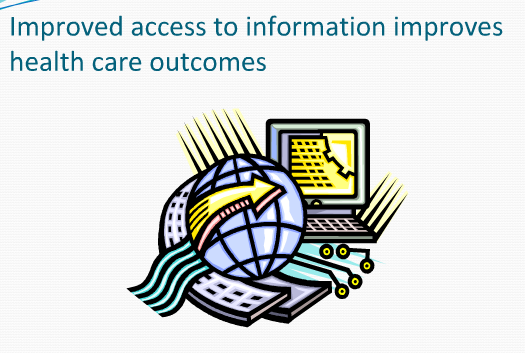 Improved access to information improves
health care outcomes